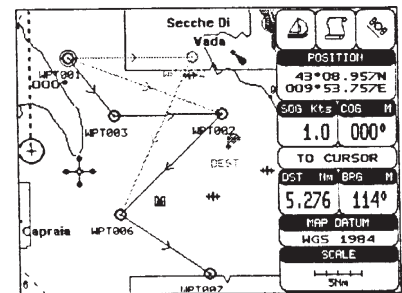 Secche Di
Vada
WPT001
WPT003
WPT002
DEST
Capraia
WPT006
WPT007
6
POSITION
43°08.957N
009°53.757E
SOG Kts COG M
1.0 000°
TO CURSOR
DST Nm BRG M
5.276 114°
MAP DATUM
WGS 1984
SCALE
5Nm